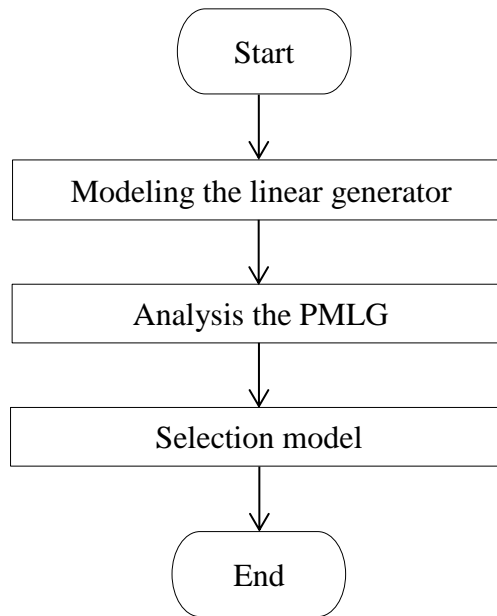 Start
Modeling the linear generator
Analysis the PMLG
Selection model
End